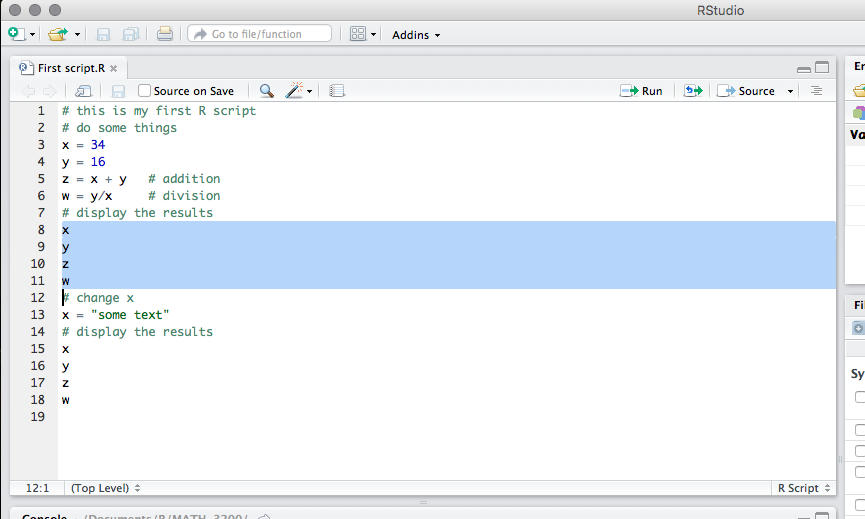 RStudio
Go to file/function
Addins
First script.R
Source on Save
Run
Source
1 # this is my first R script
2 # do some things
3 x = 34
4 y = 16
5 z = x + y   # addition
6 w = y/x     # division
7 # display the results
8 x
9 y
10 z
11 w
12 # change x
13 x = "some text"
14 # display the results
15 x
16 y
17 z
18 w
19
12:1 (Top Level) R Script
En
Va
Fi
Sy
Console ~/Documents/R/MATH 3200/